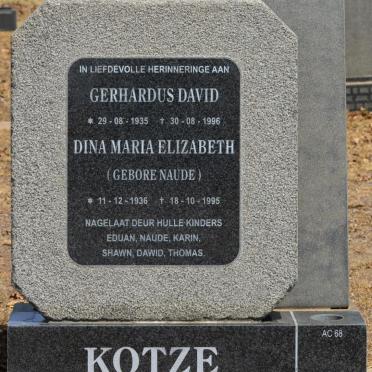 IN LIEFDEVOLLE HERINNERINGE AAN
GERHARDUS DAVID
* 29 - 08 - 1935 † 30 - 08 - 1996
DINA MARIA ELIZABETH
( GEBORE NAUDE )
* 11 - 12 - 1936 † 18 - 10 - 1995
NAGELAAT DEUR HULLE KINDERS
EDUAN, NAUDE, KARIN,
SHAWN, DAWID, THOMAS.
AC 68
KOTZE